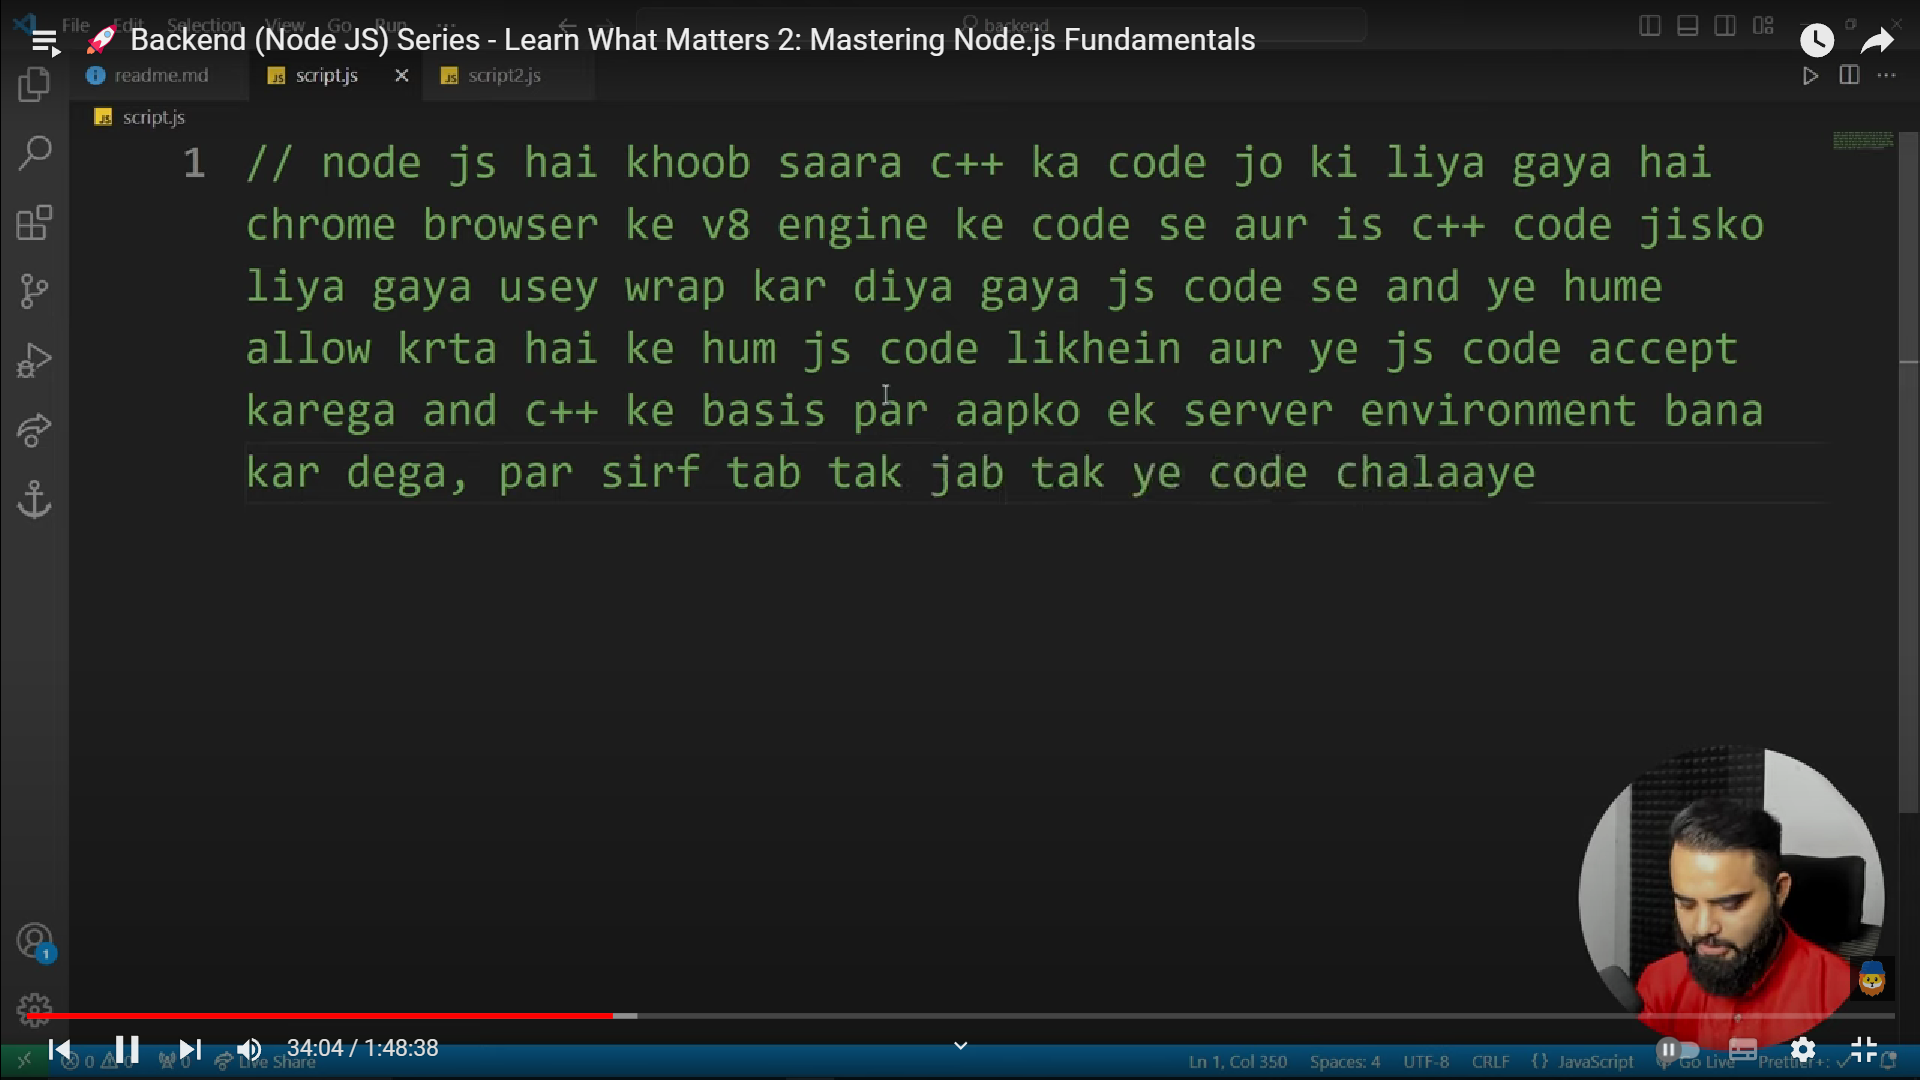 File Edit Selection View Go Run ... backend
🚀 Backend (Node JS) Series - Learn What Matters 2: Mastering Node.js Fundamentals
readme.md script.js script2.js
script.js
1 // node js hai khoob saara c++ ka code jo ki liya gaya hai
chrome browser ke v8 engine ke code se aur is c++ code jisko
liya gaya usey wrap kar diya gaya js code se and ye hume
allow krta hai ke hum js code likhein aur ye js code accept
karega and c++ ke basis par aapko ek server environment bana
kar dega, par sirf tab tak jab tak ye code chalaaye
1
34:04 / 1:48:38
0 0 0 Live Share Ln 1, Col 350 Spaces: 4 UTF-8 CRLF {} JavaScript Go Live Prettier+: